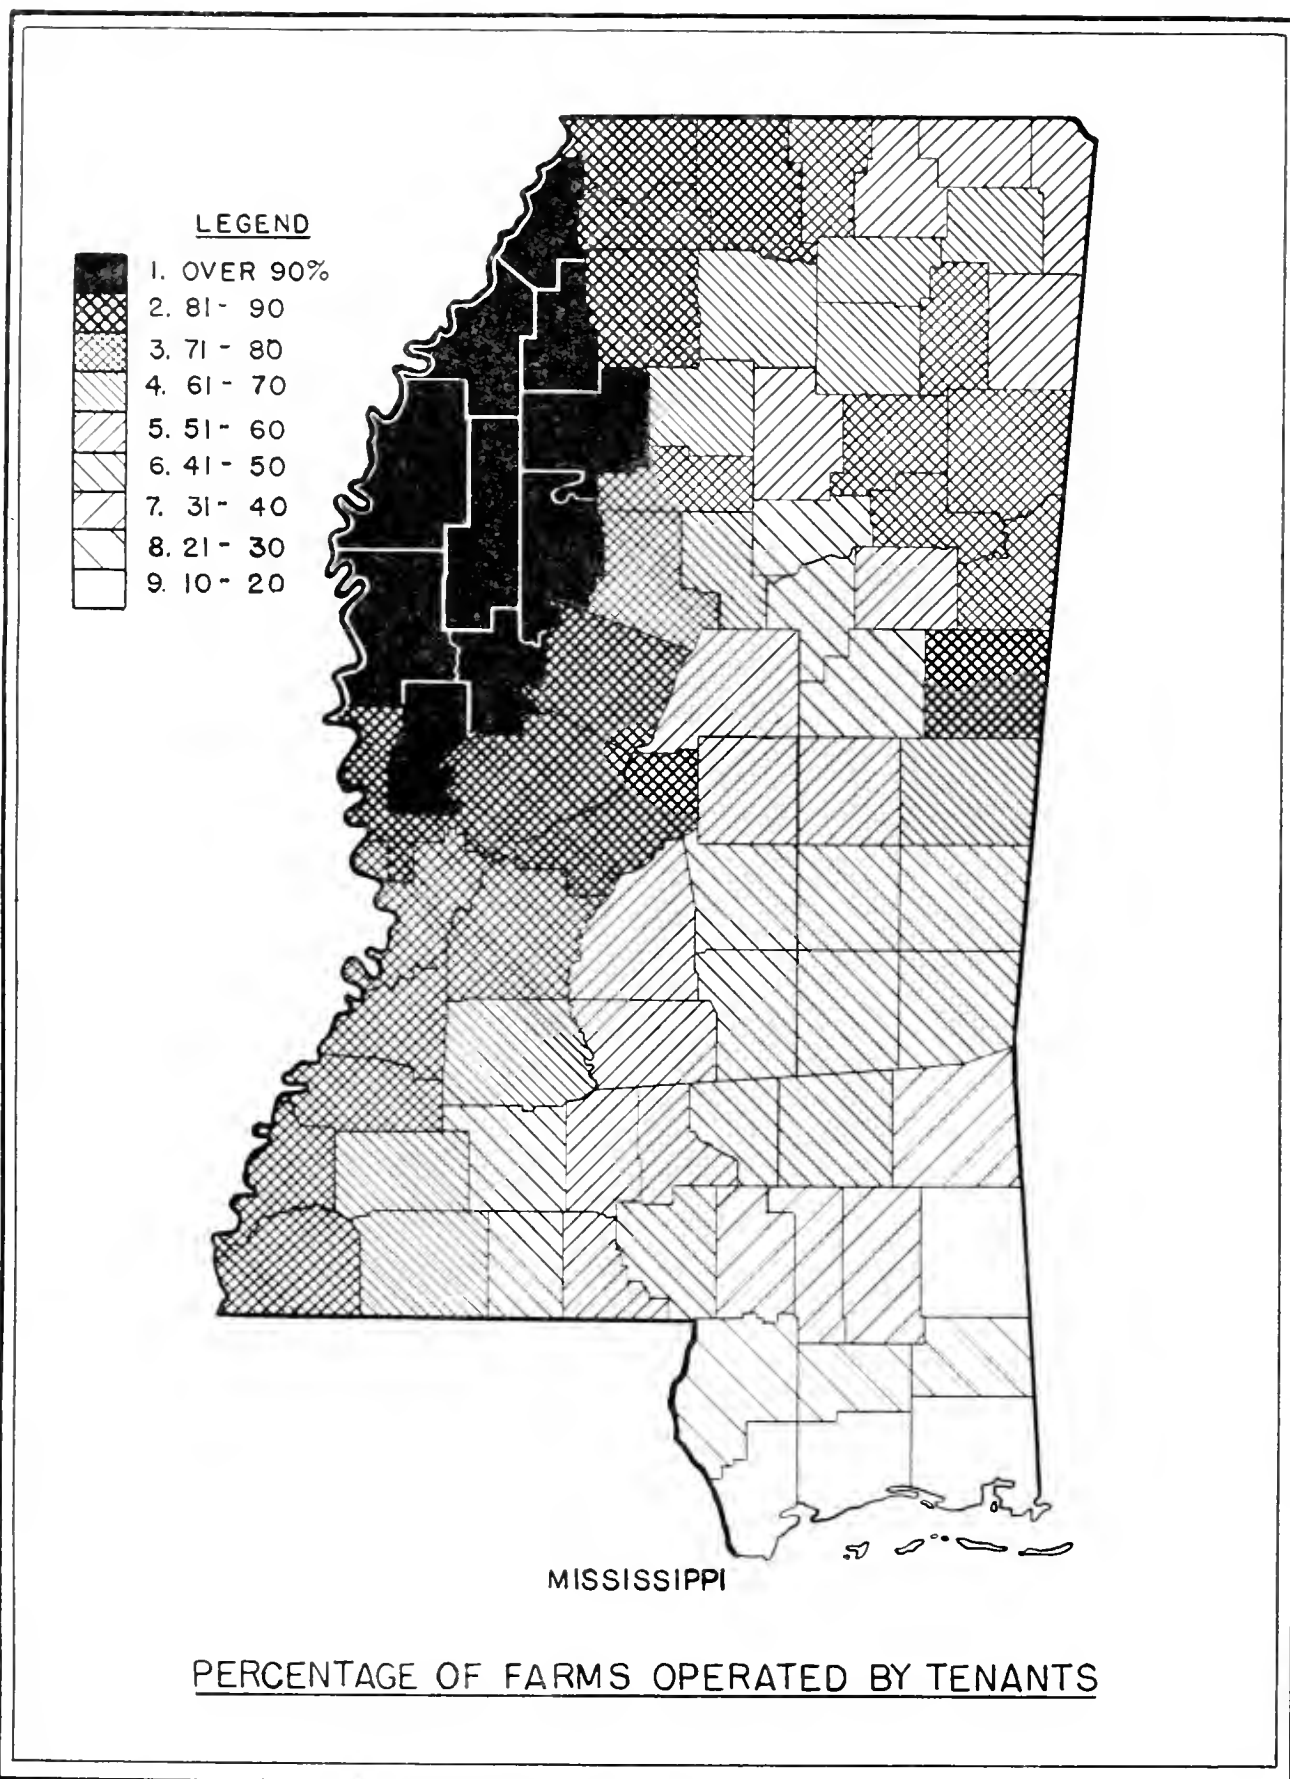 LEGEND
1. OVER 90%
2. 81 - 90
3. 71 - 80
4. 61 - 70
5. 51 - 60
6. 41 - 50
7. 31 - 40
8. 21 - 30
9. 10 - 20
MISSISSIPPI
PERCENTAGE OF FARMS OPERATED BY TENANTS